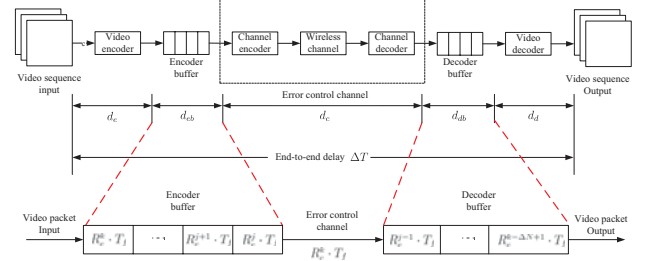 Video encoder
Channel encoder
Wireless channel
Channel decoder
Video decoder
Encoder buffer
Decoder buffer
Video sequence input
Video sequence Output
Error control channel
d_e
d_eb
d_c
d_db
d_d
End-to-end delay ΔT
Encoder buffer
Decoder buffer
Video packet Input
Error control channel
Video packet Output
R_e^k · T_f
···
R_e^{j+1} · T_f
R_e^j · T_f
R_e^k · T_f
R_e^{j-1} · T_f
···
R_e^{k-ΔN+1} · T_f